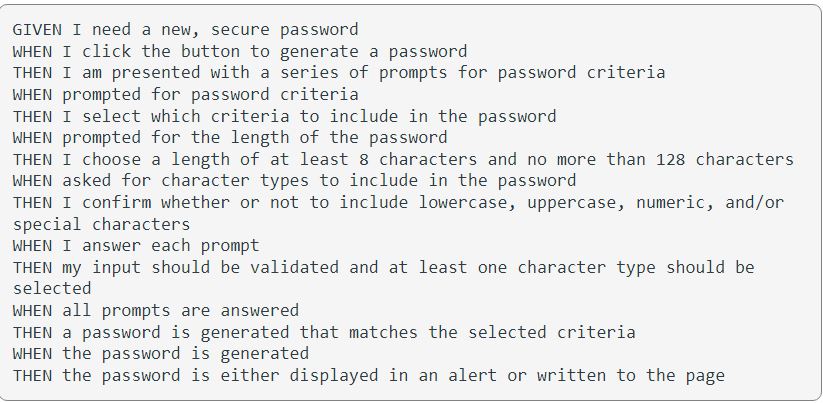 GIVEN I need a new, secure password
WHEN I click the button to generate a password
THEN I am presented with a series of prompts for password criteria
WHEN prompted for password criteria
THEN I select which criteria to include in the password
WHEN prompted for the length of the password
THEN I choose a length of at least 8 characters and no more than 128 characters
WHEN asked for character types to include in the password
THEN I confirm whether or not to include lowercase, uppercase, numeric, and/or
special characters
WHEN I answer each prompt
THEN my input should be validated and at least one character type should be
selected
WHEN all prompts are answered
THEN a password is generated that matches the selected criteria
WHEN the password is generated
THEN the password is either displayed in an alert or written to the page